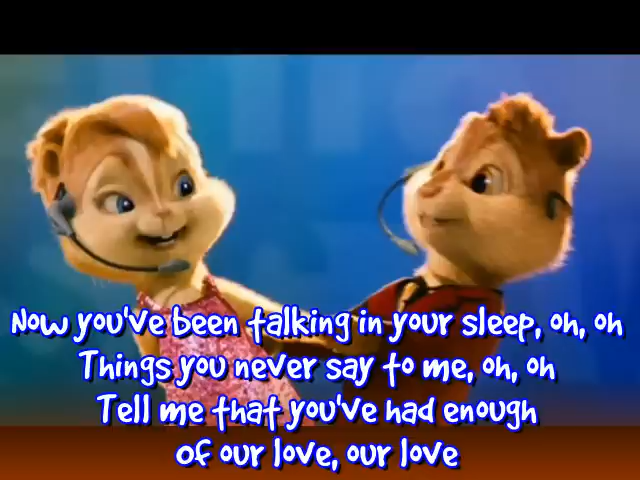 Now you've been talking in your sleep, oh, oh
Things you never say to me, oh, oh
Tell me that you've had enough
of our love, our love